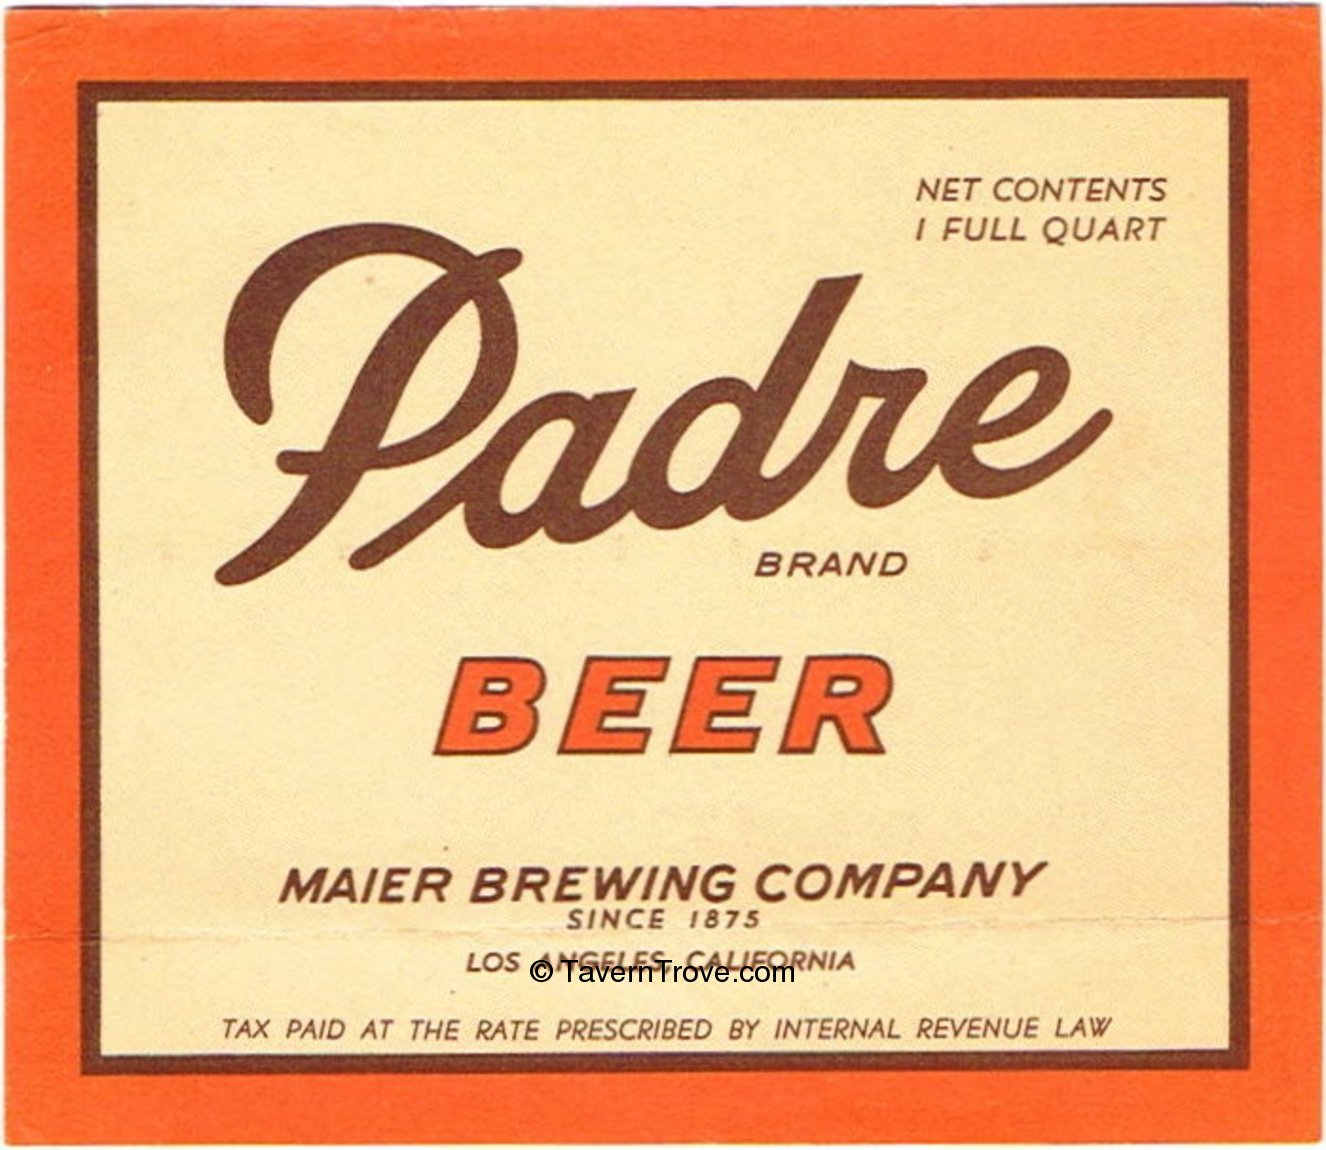 NET CONTENTS
1 FULL QUART
Padre
BRAND
BEER
MAIER BREWING COMPANY
SINCE 1875
LOS ANGELES, CALIFORNIA
© TavernTrove.com
TAX PAID AT THE RATE PRESCRIBED BY INTERNAL REVENUE LAW